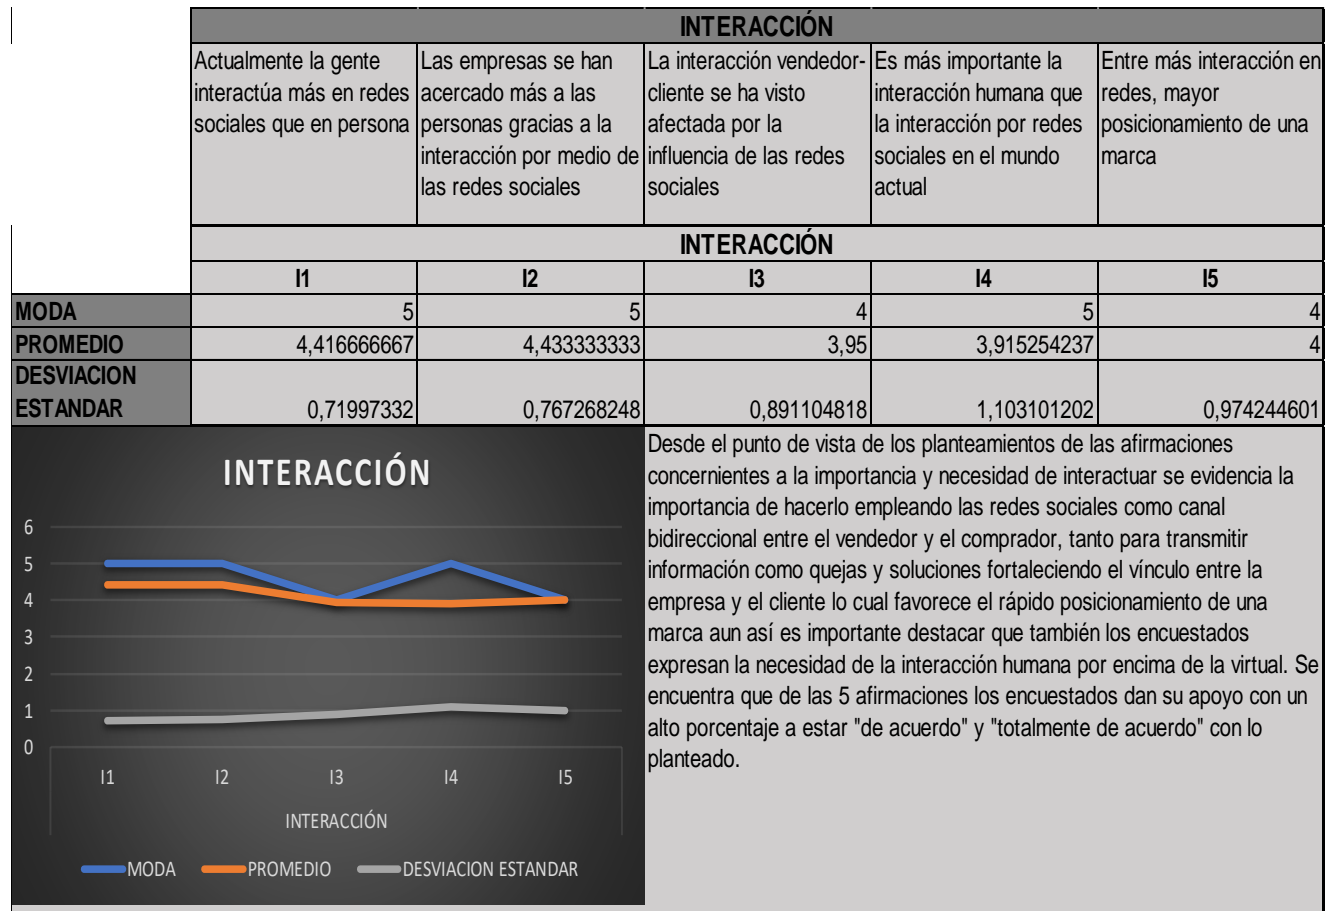 INTERACCIÓN
Actualmente la gente
interactúa más en redes
sociales que en persona
Las empresas se han
acercado más a las
personas gracias a la
interacción por medio de
las redes sociales
La interacción vendedor-
cliente se ha visto
afectada por la
influencia de las redes
sociales
Es más importante la
interacción humana que
la interacción por redes
sociales en el mundo
actual
Entre más interacción en
redes, mayor
posicionamiento de una
marca
INTERACCIÓN
I1 I2 I3 I4 I5
MODA 5 5 4 5 4
PROMEDIO 4,416666667 4,433333333 3,95 3,915254237 4
DESVIACION
ESTANDAR 0,71997332 0,767268248 0,891104818 1,103101202 0,974244601
INTERACCIÓN
6
5
4
3
2
1
0
I1 I2 I3 I4 I5
INTERACCIÓN
MODA PROMEDIO DESVIACION ESTANDAR
Desde el punto de vista de los planteamientos de las afirmaciones
concernientes a la importancia y necesidad de interactuar se evidencia la
importancia de hacerlo empleando las redes sociales como canal
bidireccional entre el vendedor y el comprador, tanto para transmitir
información como quejas y soluciones fortaleciendo el vínculo entre la
empresa y el cliente lo cual favorece el rápido posicionamiento de una
marca aun así es importante destacar que también los encuestados
expresan la necesidad de la interacción humana por encima de la virtual. Se
encuentra que de las 5 afirmaciones los encuestados dan su apoyo con un
alto porcentaje a estar "de acuerdo" y "totalmente de acuerdo" con lo
planteado.